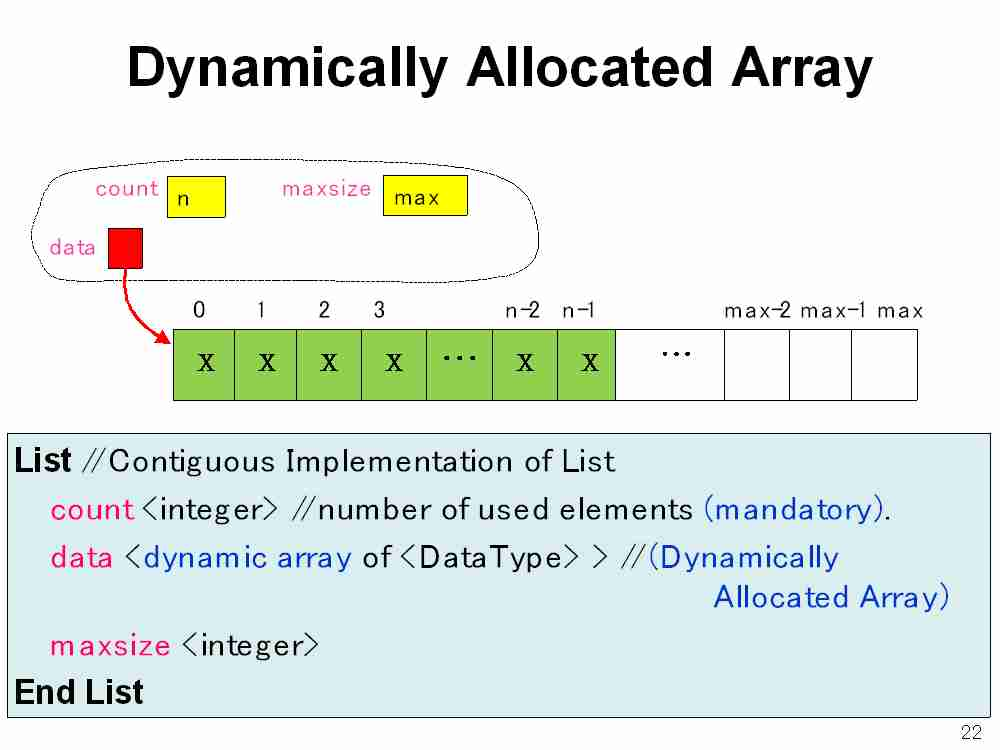 Dynamically Allocated Array
count n maxsize max
data
0 1 2 3 n-2 n-1 max-2 max-1 max
x x x x ... x x ...
List //Contiguous Implementation of List
count <integer> //number of used elements (mandatory).
data <dynamic array of <DataType> > //(Dynamically
Allocated Array)
maxsize <integer>
End List
22